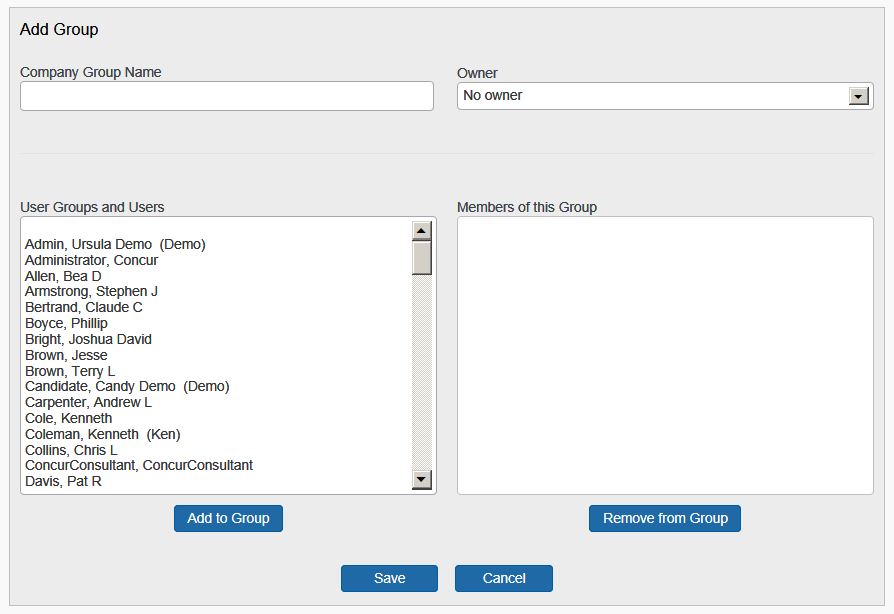 Add Group
Company Group Name
Owner
No owner
User Groups and Users
Admin, Ursula Demo  (Demo)
Administrator, Concur
Allen, Bea D
Armstrong, Stephen J
Bertrand, Claude C
Boyce, Phillip
Bright, Joshua David
Brown, Jesse
Brown, Terry L
Candidate, Candy Demo  (Demo)
Carpenter, Andrew L
Cole, Kenneth
Coleman, Kenneth  (Ken)
Collins, Chris L
ConcurConsultant, ConcurConsultant
Davis, Pat R
Add to Group
Members of this Group
Remove from Group
Save
Cancel